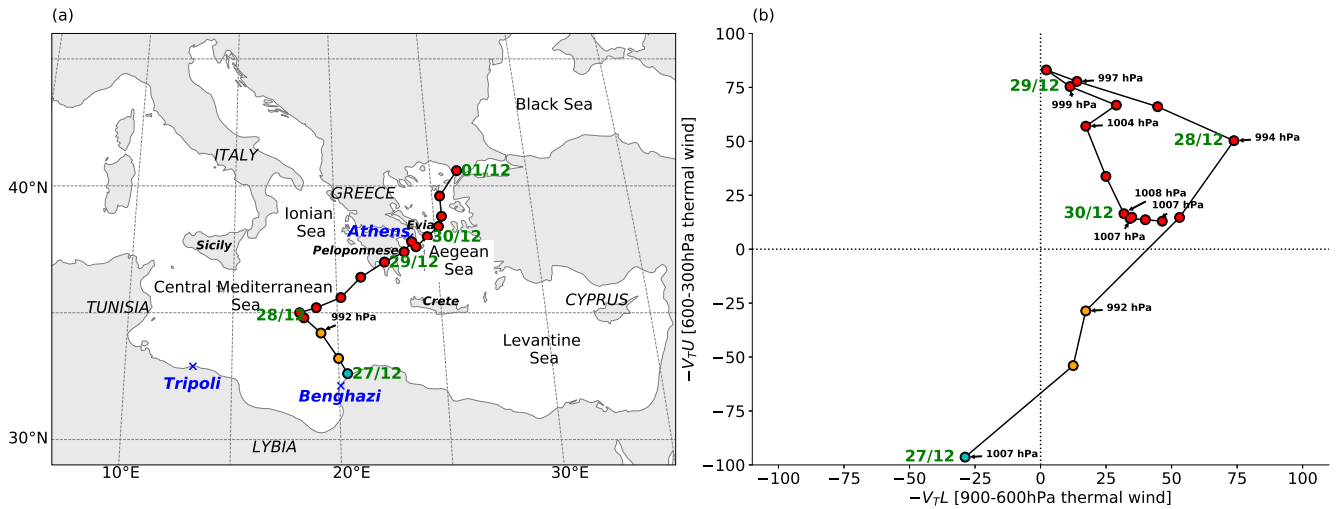 (a)
Black Sea
ITALY
40°N
01/12
GREECE
Ionian
Sea
Evia
Athens
30/12
Sicily
Peloponnese
Aegean
Sea
29/12
Central Mediterranean
Sea
TUNISIA
Crete
CYPRUS
28/12
992 hPa
Levantine
Sea
27/12
Tripoli
Benghazi
30°N
LYBIA
10°E
20°E
30°E
(b)
100
75
50
25
0
−25
−50
−75
−100
−V_TU [600-300hPa thermal wind]
997 hPa
29/12
999 hPa
1004 hPa
28/12
994 hPa
1008 hPa
1007 hPa
30/12
1007 hPa
992 hPa
27/12
1007 hPa
−100
−75
−50
−25
0
25
50
75
100
−V_TL [900-600hPa thermal wind]